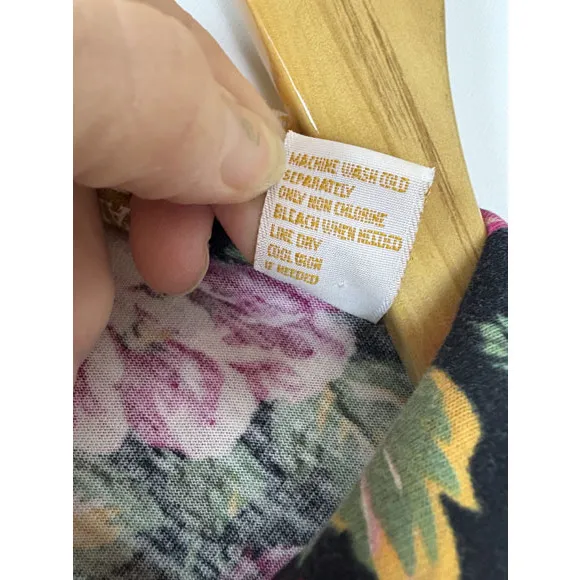 MACHINE WASH COLD
SEPARATELY
ONLY NON CHLORINE
BLEACH WHEN NEEDED
LINE DRY
COOL IRON
IF NEEDED